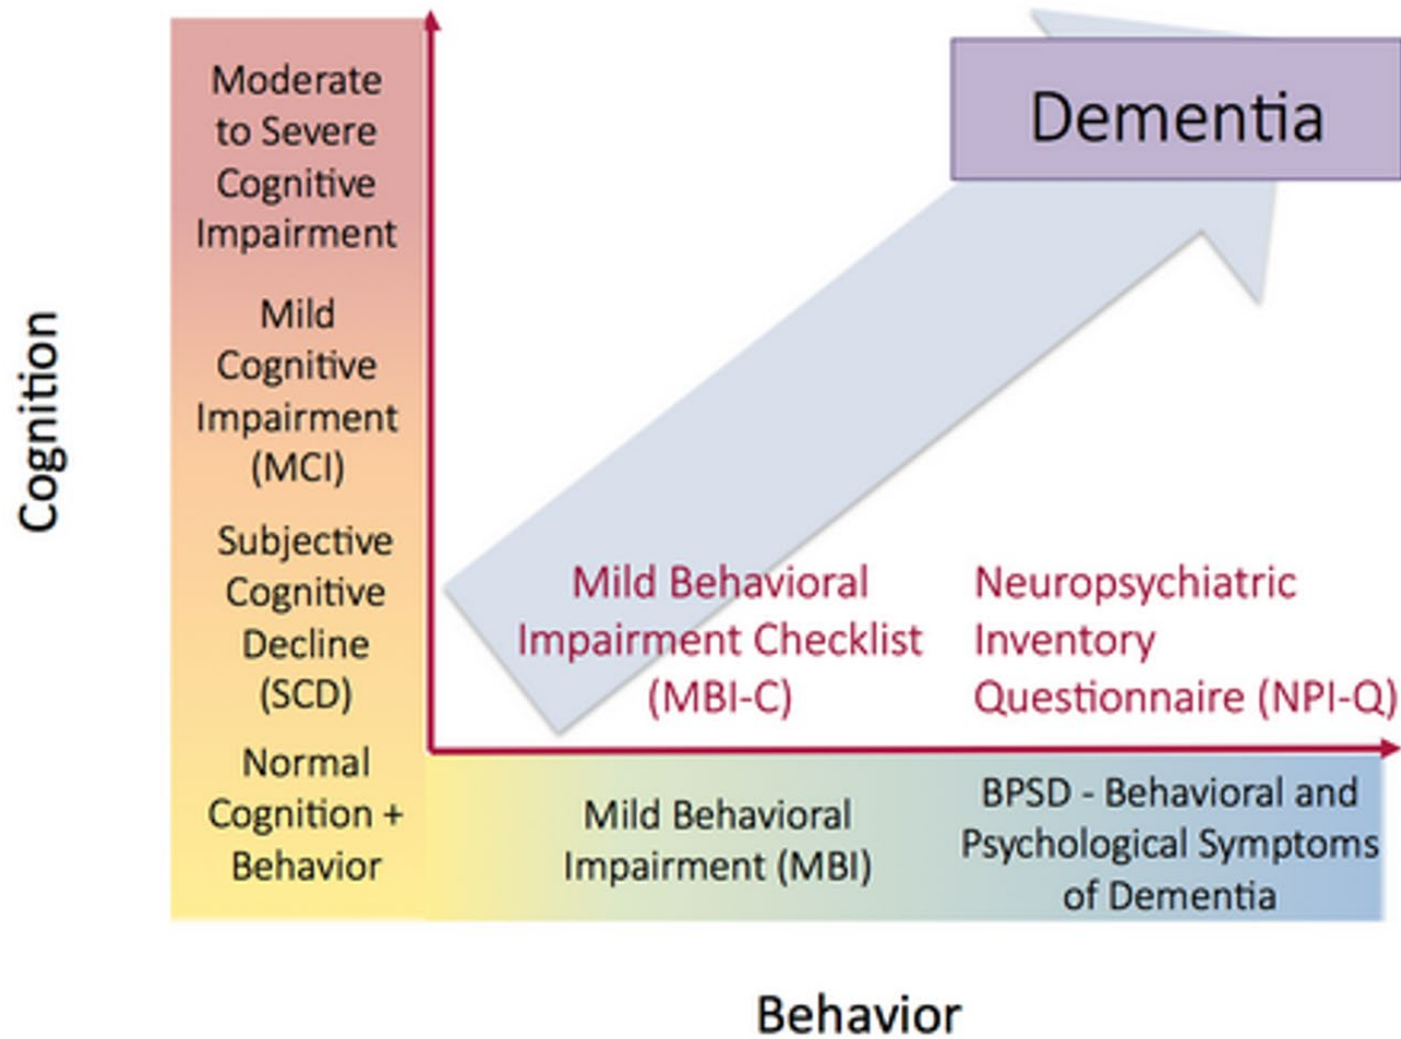 Moderate
to Severe
Cognitive
Impairment
Mild
Cognitive
Impairment
(MCI)
Subjective
Cognitive
Decline
(SCD)
Normal
Cognition +
Behavior
Cognition
Dementia
Mild Behavioral
Impairment Checklist
(MBI-C)
Neuropsychiatric
Inventory
Questionnaire (NPI-Q)
Mild Behavioral
Impairment (MBI)
BPSD - Behavioral and
Psychological Symptoms
of Dementia
Behavior